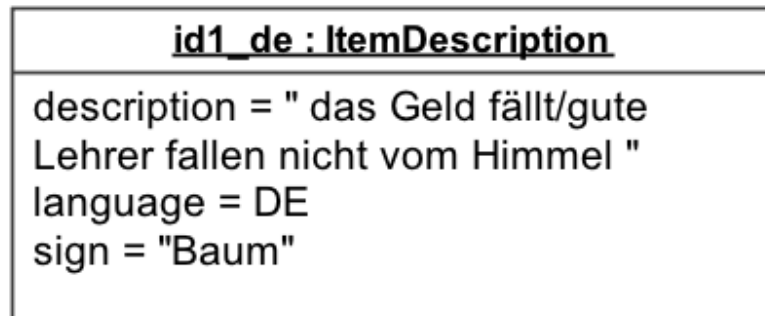 id1_de : ItemDescription
description = " das Geld fällt/gute
Lehrer fallen nicht vom Himmel "
language = DE
sign = "Baum"